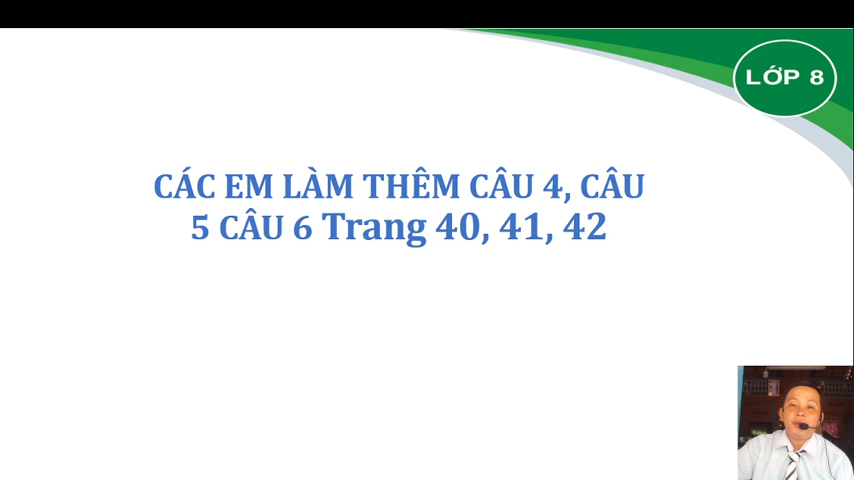 LỚP 8
CÁC EM LÀM THÊM CÂU 4, CÂU
5 CÂU 6 Trang 40, 41, 42